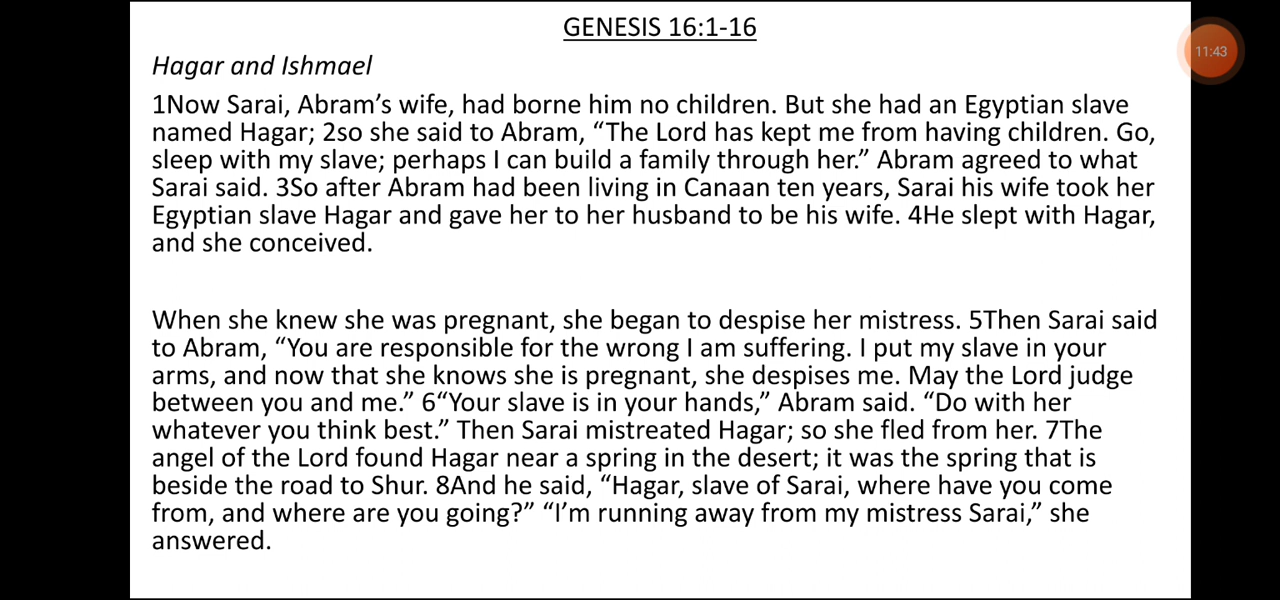 GENESIS 16:1-16
11:43
Hagar and Ishmael
1Now Sarai, Abram’s wife, had borne him no children. But she had an Egyptian slave
named Hagar; 2so she said to Abram, “The Lord has kept me from having children. Go,
sleep with my slave; perhaps I can build a family through her.” Abram agreed to what
Sarai said. 3So after Abram had been living in Canaan ten years, Sarai his wife took her
Egyptian slave Hagar and gave her to her husband to be his wife. 4He slept with Hagar,
and she conceived.
When she knew she was pregnant, she began to despise her mistress. 5Then Sarai said
to Abram, “You are responsible for the wrong I am suffering. I put my slave in your
arms, and now that she knows she is pregnant, she despises me. May the Lord judge
between you and me.” 6“Your slave is in your hands,” Abram said. “Do with her
whatever you think best.” Then Sarai mistreated Hagar; so she fled from her. 7The
angel of the Lord found Hagar near a spring in the desert; it was the spring that is
beside the road to Shur. 8And he said, “Hagar, slave of Sarai, where have you come
from, and where are you going?” “I’m running away from my mistress Sarai,” she
answered.